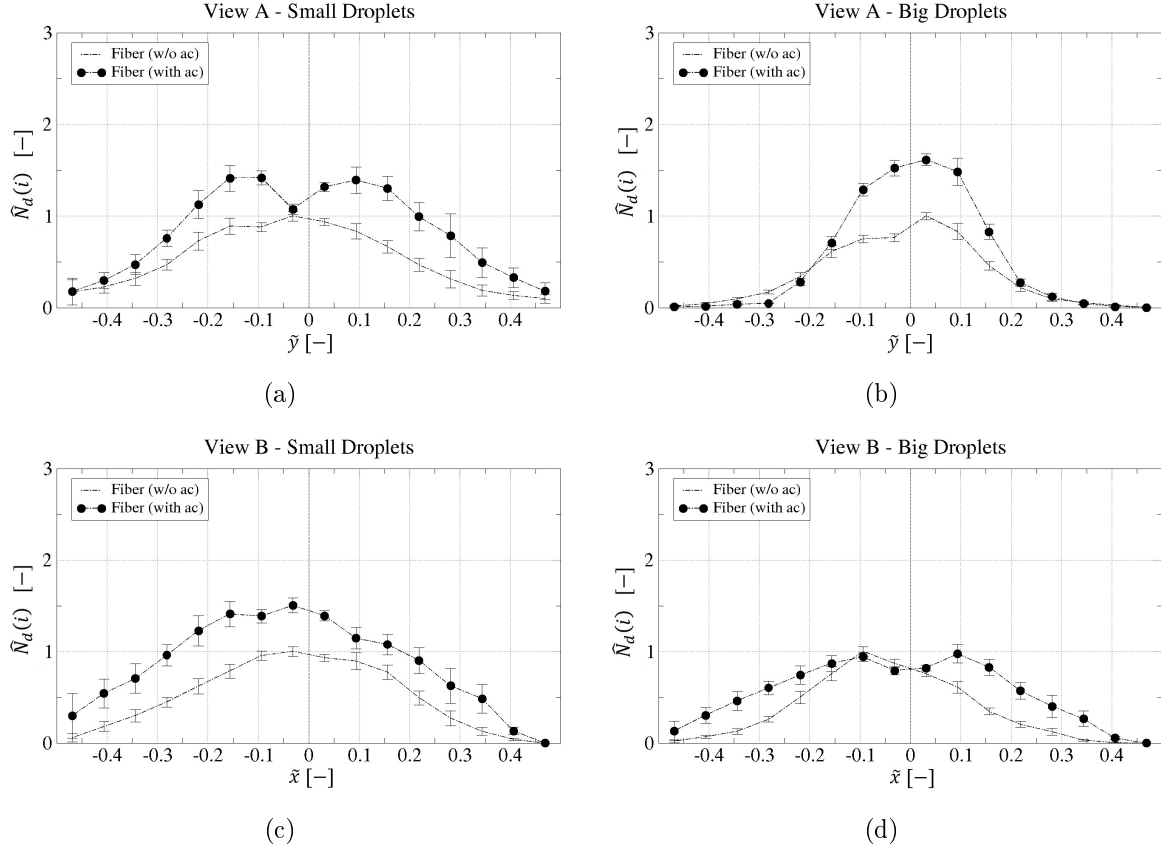 View A - Small Droplets
Fiber (w/o ac)
Fiber (with ac)
N̂_d(i) [−]
3
2
1
0
-0.4 -0.3 -0.2 -0.1 0 0.1 0.2 0.3 0.4
ỹ [−]
(a)
View A - Big Droplets
Fiber (w/o ac)
Fiber (with ac)
N̂_d(i) [−]
3
2
1
0
-0.4 -0.3 -0.2 -0.1 0 0.1 0.2 0.3 0.4
ỹ [−]
(b)
View B - Small Droplets
Fiber (w/o ac)
Fiber (with ac)
N̂_d(i) [−]
3
2
1
0
-0.4 -0.3 -0.2 -0.1 0 0.1 0.2 0.3 0.4
x̃ [−]
(c)
View B - Big Droplets
Fiber (w/o ac)
Fiber (with ac)
N̂_d(i) [−]
3
2
1
0
-0.4 -0.3 -0.2 -0.1 0 0.1 0.2 0.3 0.4
x̃ [−]
(d)